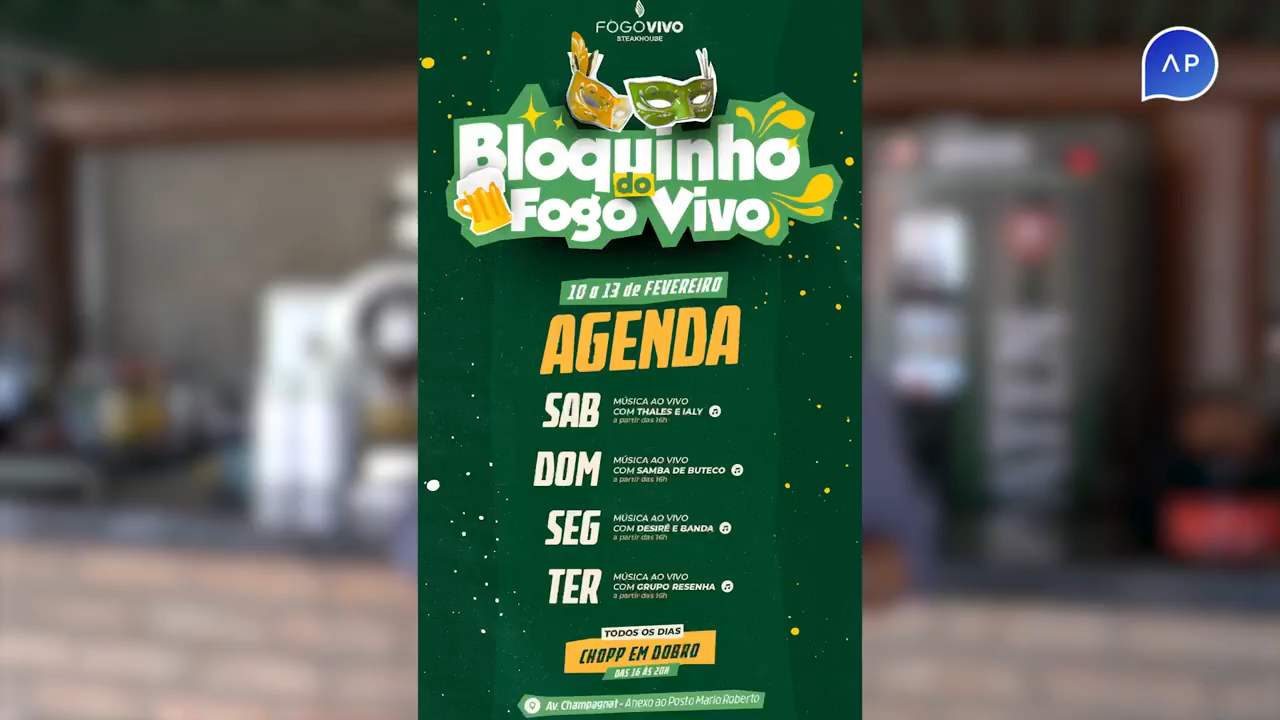 FOGO VIVO
STEAKHOUSE
AP
Bloquinho
do
Fogo Vivo
10 a 13 de FEVEREIRO
AGENDA
SAB
MÚSICA AO VIVO
COM THALES E IALY
a partir das 16h
DOM
MÚSICA AO VIVO
COM SAMBA DE BUTECO
a partir das 16h
SEG
MÚSICA AO VIVO
COM DESIRÊ E BANDA
a partir das 16h
TER
MÚSICA AO VIVO
COM GRUPO RESENHA
a partir das 16h
TODOS OS DIAS
CHOPP EM DOBRO
DAS 16 ÀS 20H
Av. Champagnat - Anexo ao Posto Mario Roberto